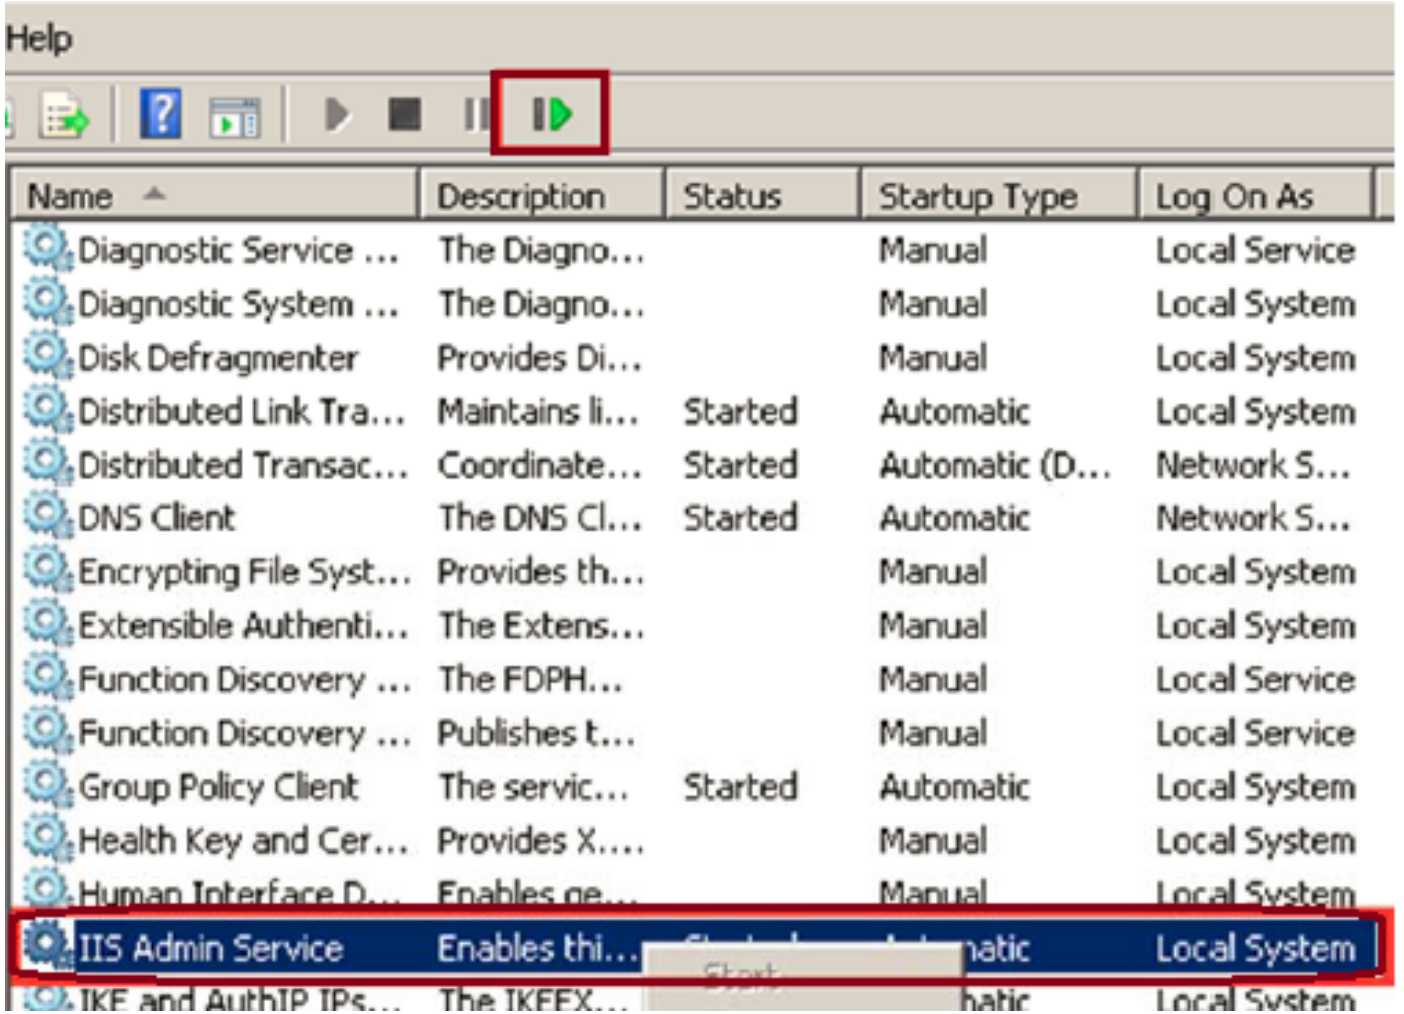 Help
Name Description Status Startup Type Log On As
Diagnostic Service ... The Diagno... Manual Local Service
Diagnostic System ... The Diagno... Manual Local System
Disk Defragmenter Provides Di... Manual Local System
Distributed Link Tra... Maintains li... Started Automatic Local System
Distributed Transac... Coordinate... Started Automatic (D... Network S...
DNS Client The DNS Cl... Started Automatic Network S...
Encrypting File Syst... Provides th... Manual Local System
Extensible Authenti... The Extens... Manual Local System
Function Discovery ... The FDPH... Manual Local Service
Function Discovery ... Publishes t... Manual Local Service
Group Policy Client The servic... Started Automatic Local System
Health Key and Cer... Provides X.... Manual Local System
Human Interface D... Enables ge... Manual Local System
IIS Admin Service Enables thi... Local System
Start
IKE and AuthIP IPs... The IKEEX... Local System